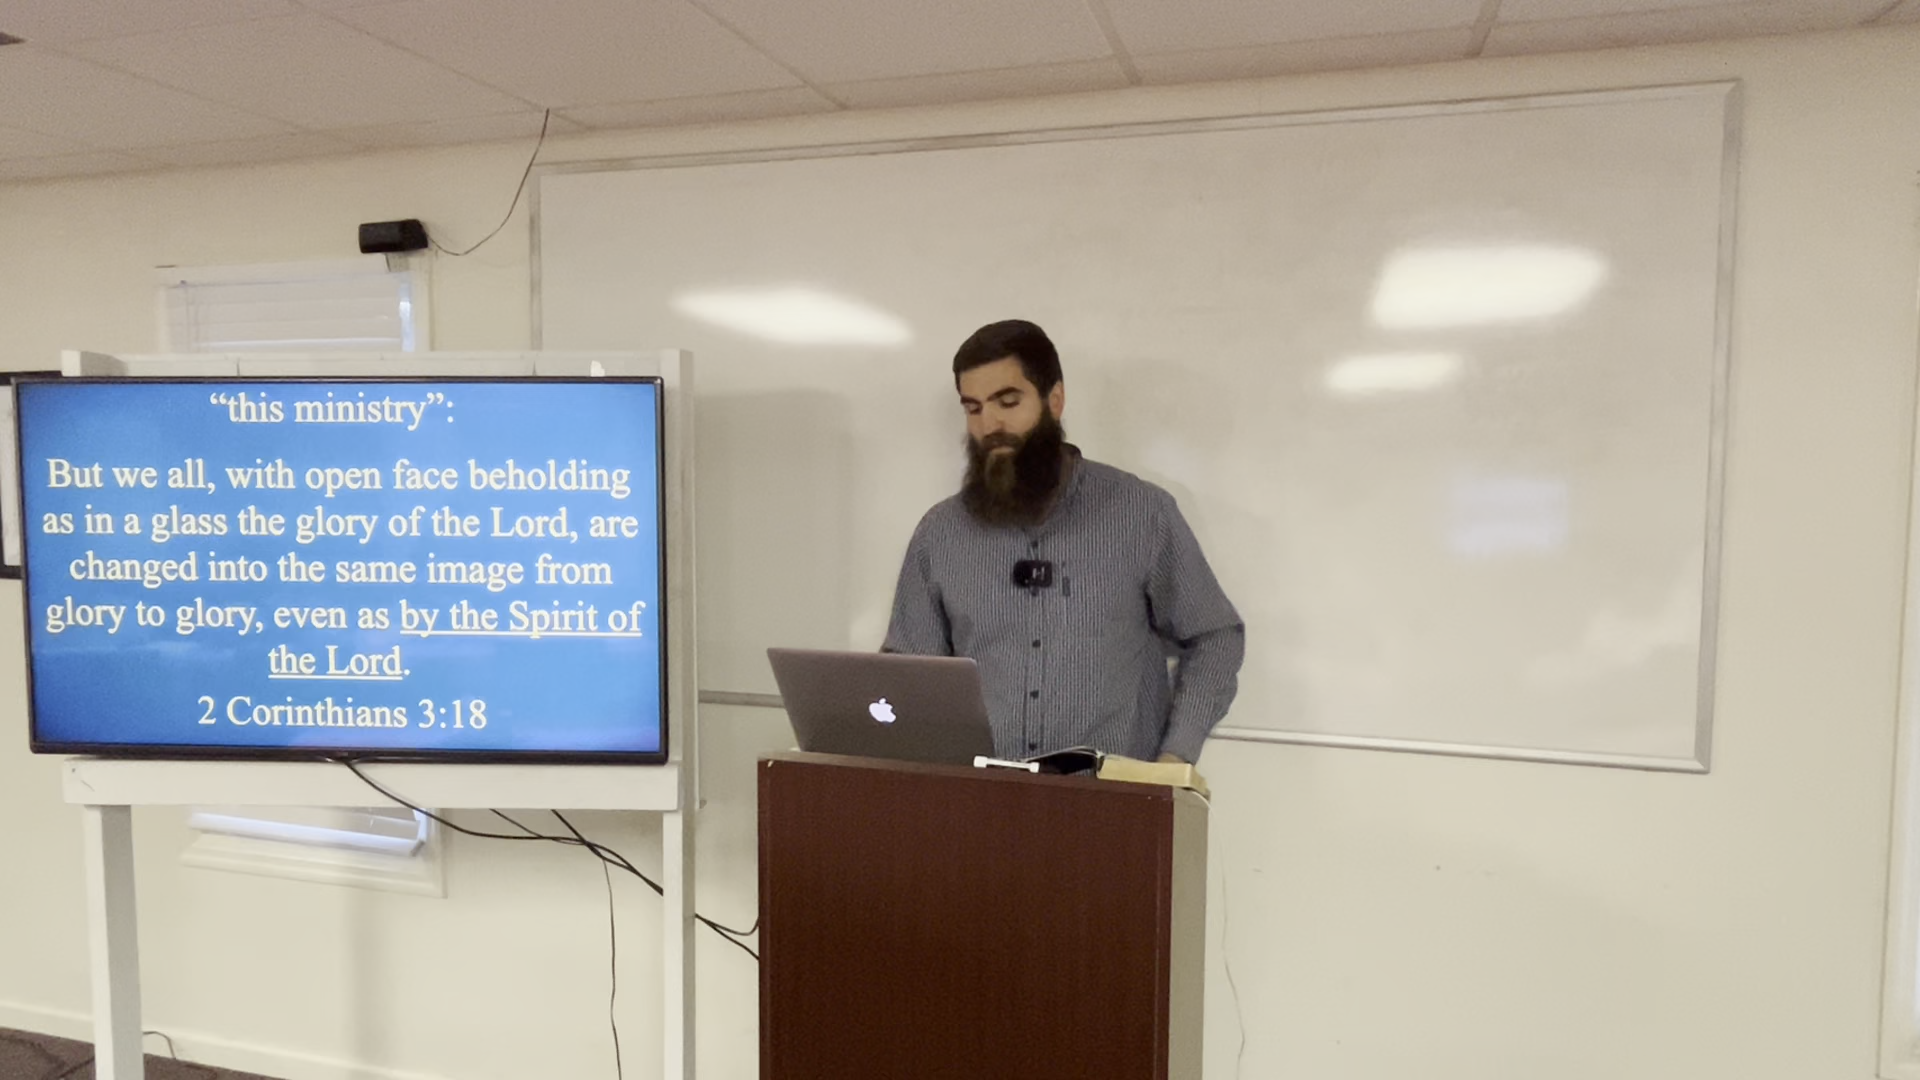 “this ministry”:
But we all, with open face beholding
as in a glass the glory of the Lord, are
changed into the same image from
glory to glory, even as by the Spirit of
the Lord.
2 Corinthians 3:18